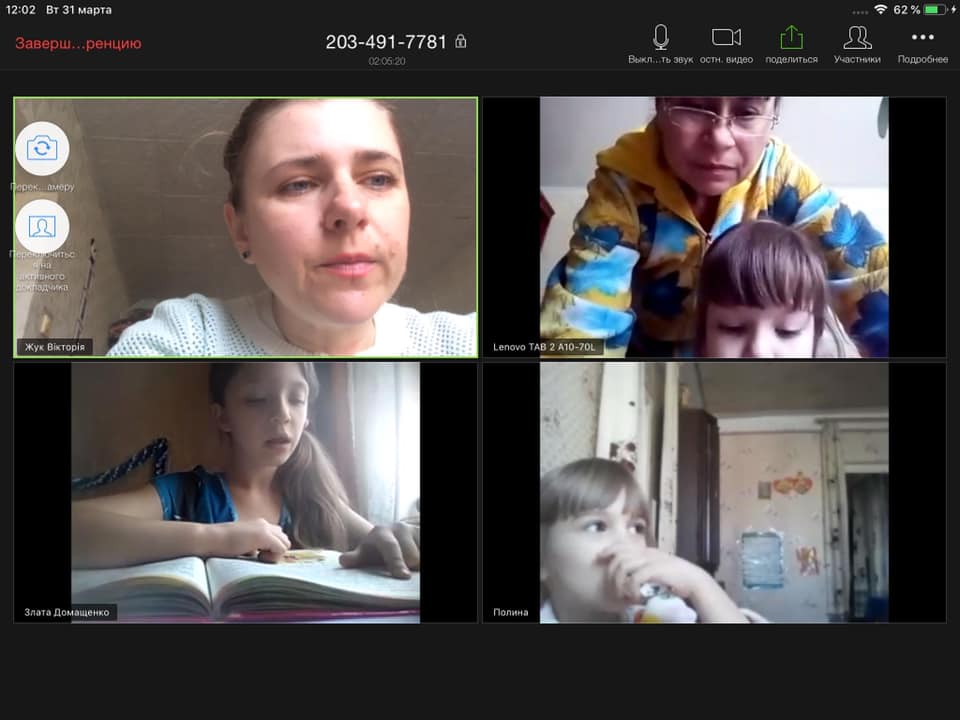 12:02 Вт 31 марта
62 %
Заверш...ренцию
203-491-7781
02:05:20
Выкл...ть звук
остн. видео
поделиться
Участники
Подробнее
Перек...амеру
Переключитьс
я на
активного
докладчика
Жук Вікторія
Lenovo TAB 2 A10-70L
Злата Домащенко
Полина